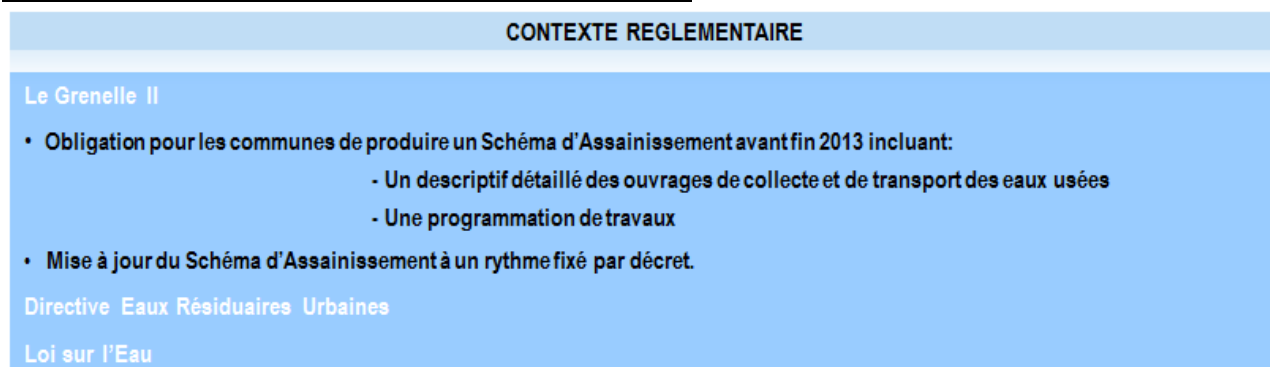 CONTEXTE REGLEMENTAIRE
Le Grenelle II
• Obligation pour les communes de produire un Schéma d'Assainissement avant fin 2013 incluant:
- Un descriptif détaillé des ouvrages de collecte et de transport des eaux usées
- Une programmation de travaux
• Mise à jour du Schéma d'Assainissement à un rythme fixé par décret.
Directive Eaux Résiduaires Urbaines
Loi sur l'Eau